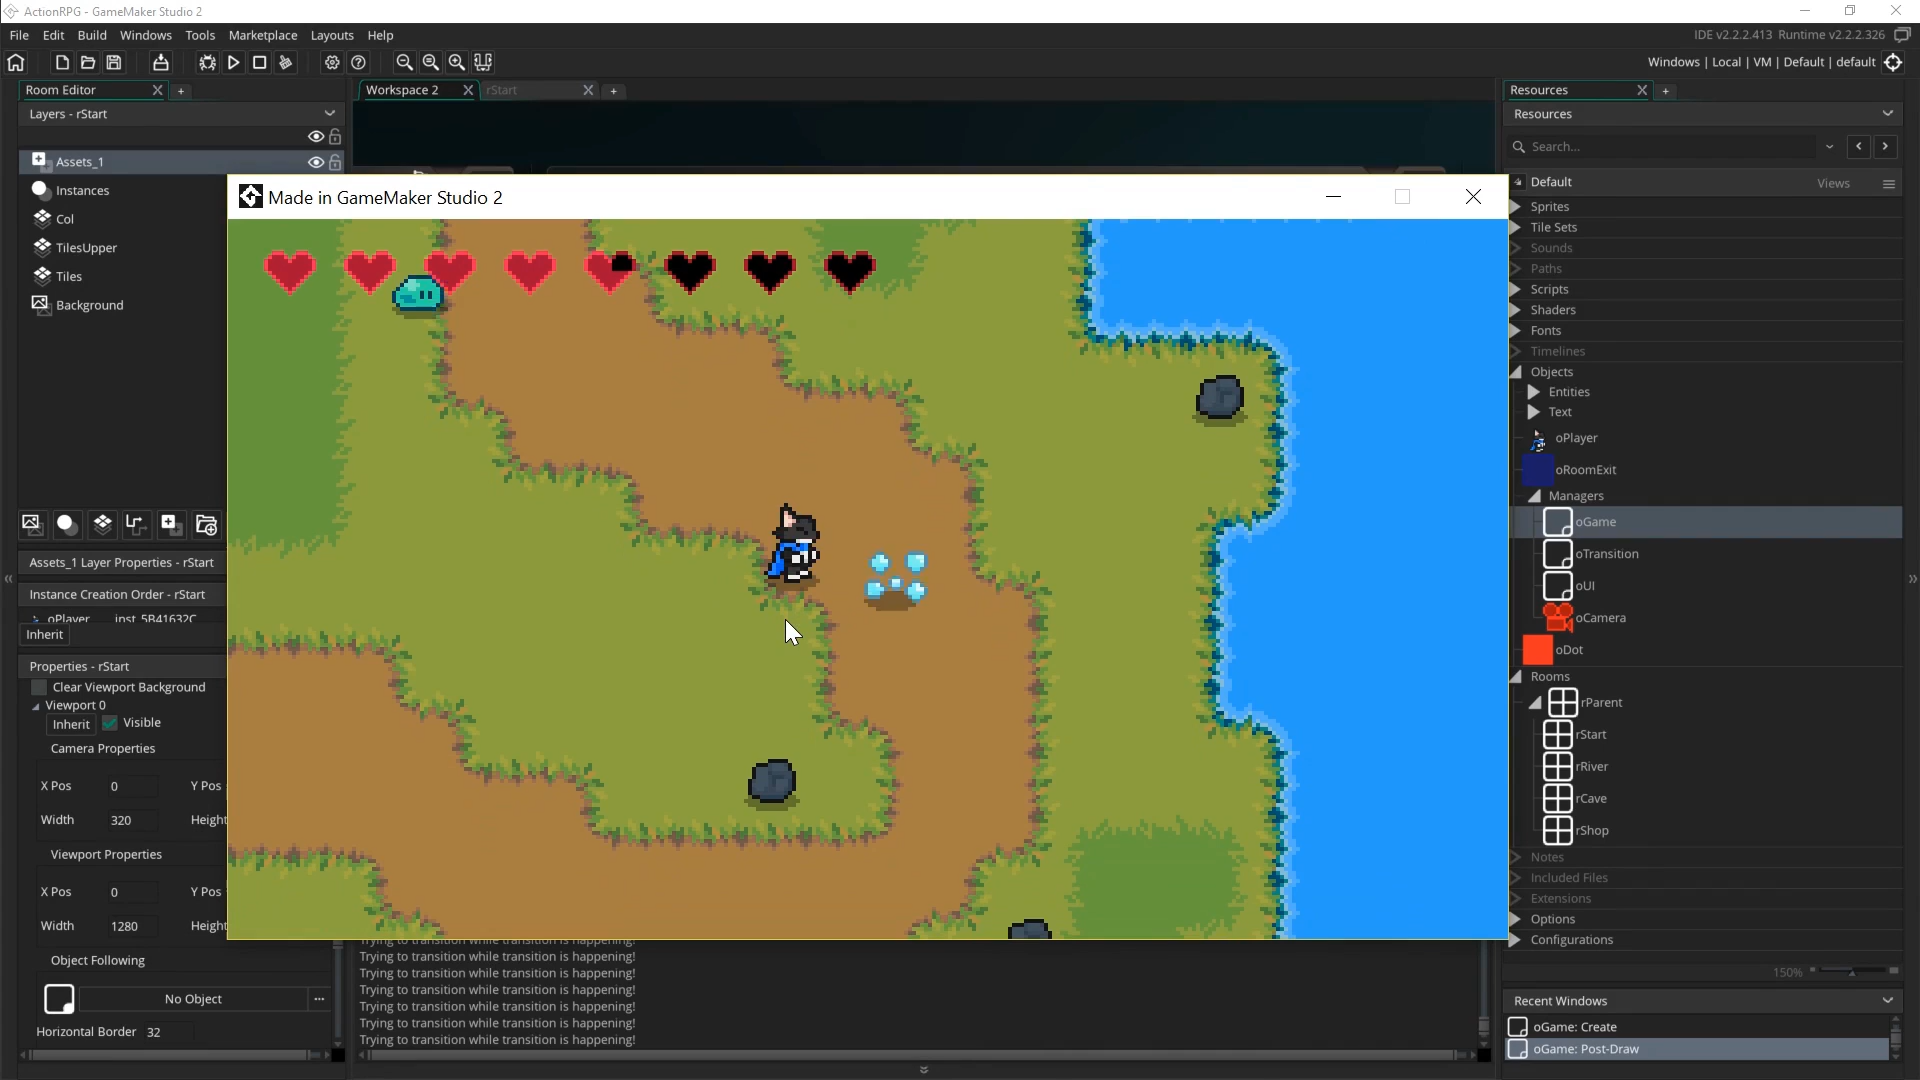 ActionRPG - GameMaker Studio 2
File Edit Build Windows Tools Marketplace Layouts Help
IDE v2.2.2.413 Runtime v2.2.2.326
Windows | Local | VM | Default | default
Room Editor
Workspace 2
rStart
Resources
Layers - rStart
Resources
Search...
Assets_1
Instances
Col
TilesUpper
Tiles
Background
Made in GameMaker Studio 2
Default
Views
Sprites
Tile Sets
Sounds
Paths
Scripts
Shaders
Fonts
Timelines
Objects
Entities
Text
oPlayer
oRoomExit
Managers
oGame
oTransition
oUI
oCamera
oDot
Rooms
rParent
rStart
rRiver
rCave
rShop
Notes
Included Files
Extensions
Options
Configurations
150%
Recent Windows
oGame: Create
oGame: Post-Draw
Assets_1 Layer Properties - rStart
Instance Creation Order - rStart
oPlayer inst_5B41632C
Inherit
Properties - rStart
Clear Viewport Background
Viewport 0
Inherit Visible
Camera Properties
X Pos 0 Y Pos
Width 320 Height
Viewport Properties
X Pos 0 Y Pos
Width 1280 Height
Object Following
No Object ...
Horizontal Border 32
Trying to transition while transition is happening!
Trying to transition while transition is happening!
Trying to transition while transition is happening!
Trying to transition while transition is happening!
Trying to transition while transition is happening!
Trying to transition while transition is happening!
Trying to transition while transition is happening!